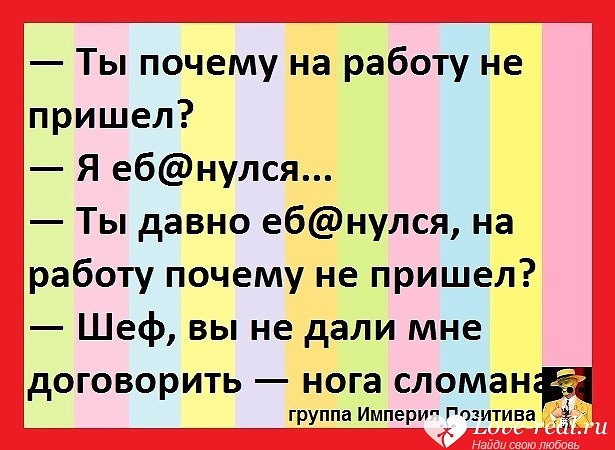 — Ты почему на работу не
пришел?
— Я еб@нулся...
— Ты давно еб@нулся, на
работу почему не пришел?
— Шеф, вы не дали мне
договорить — нога сломана
группа Империя Позитива
Love-real.ru
Найди свою любовь